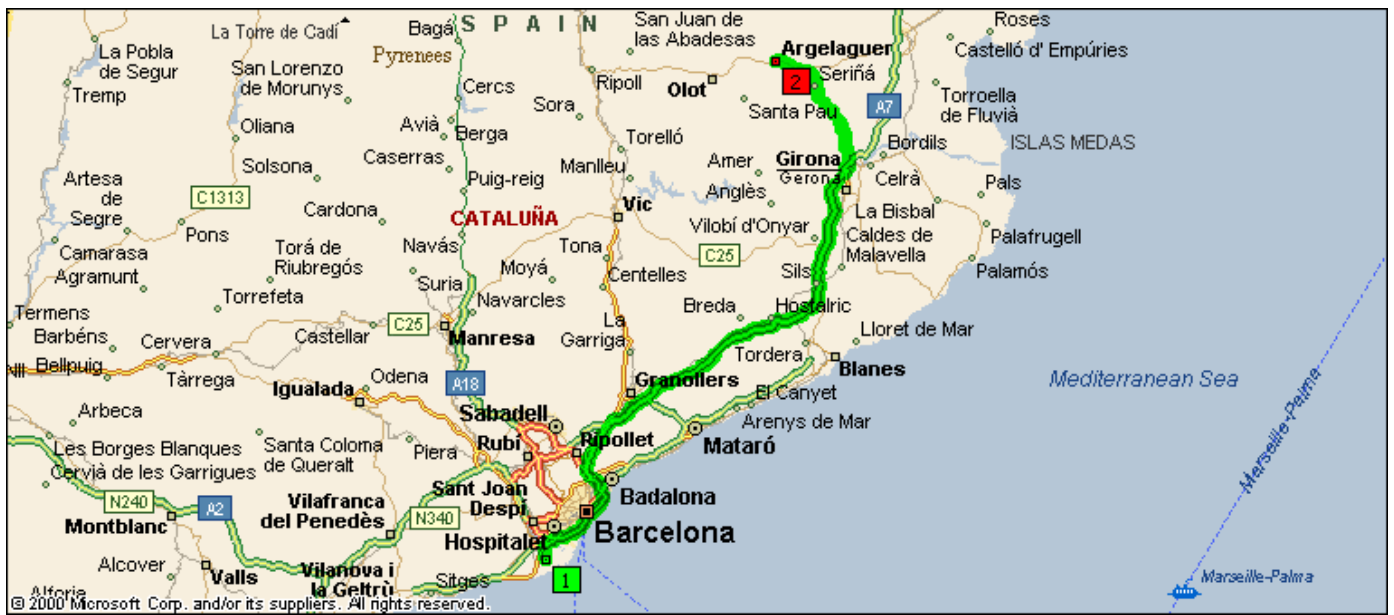 SPAIN
Roses
La Torre de Cadí
Bagá
San Juan de
las Abadesas
La Pobla
de Segur
Pyrenees
Argelaguer
Castelló d' Empúries
San Lorenzo
de Morunys
Tremp
Cercs
Ripoll
Olot
2
Seriñá
Torroella
de Fluvià
Sora
Santa Pau
A7
Oliana
Avià
Berga
Torelló
Bordils
ISLAS MEDAS
Solsona
Caserras
Manlleu
Amer
Girona
Gerona
Celrà
Artesa
de
Segre
Puig-reig
Anglès
Pals
C1313
Cardona
CATALUÑA
Vic
La Bisbal
Pons
Vilobí d'Onyar
Caldes de
Malavella
Palafrugell
Camarasa
Torá de
Riubregós
Navás
Tona
C25
Agramunt
Moyá
Centelles
Sils
Palamós
Suria
Torrefeta
Navarcles
Breda
Hostalric
Termens
Barbéns
Castellar
C25
Manresa
La
Garriga
Lloret de Mar
Cervera
Tordera
Bellpuig
Tàrrega
A18
Granollers
Blanes
Mediterranean Sea
Odena
Igualada
El Canyet
Arbeca
Sabadell
Arenys de Mar
Les Borges Blanques
Santa Coloma
de Queralt
Piera
Rubí
Ripollet
Mataró
Cervià de les Garrigues
Sant Joan
Despí
Badalona
Marseille-Palma
N240
A2
Vilafranca
del Penedès
N340
Montblanc
Barcelona
Hospitalet
Alcover
Valls
Vilanova i
la Geltrù
Sitges
1
Marseille-Palma
Alforja
© 2000 Microsoft Corp. and/or its suppliers. All rights reserved.